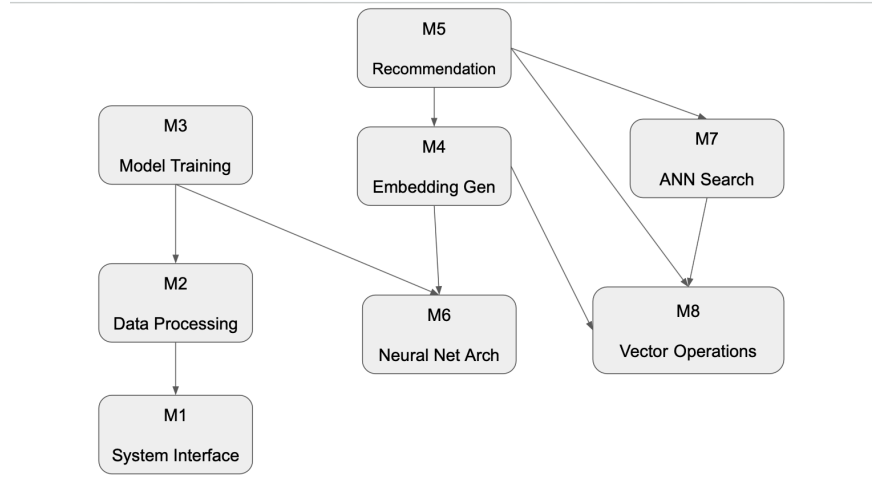 M5
Recommendation
M3
Model Training
M4
Embedding Gen
M7
ANN Search
M2
Data Processing
M6
Neural Net Arch
M8
Vector Operations
M1
System Interface